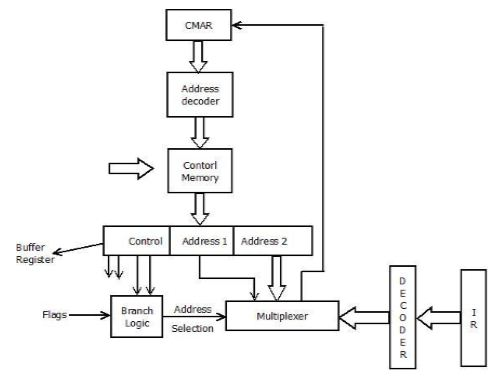 CMAR
Address
decoder
Contorl
Memory
Control Address 1 Address 2
Buffer
Register
Flags
Branch
Logic
Address
Selection
Multiplexer
D
E
C
O
D
E
R
I
R